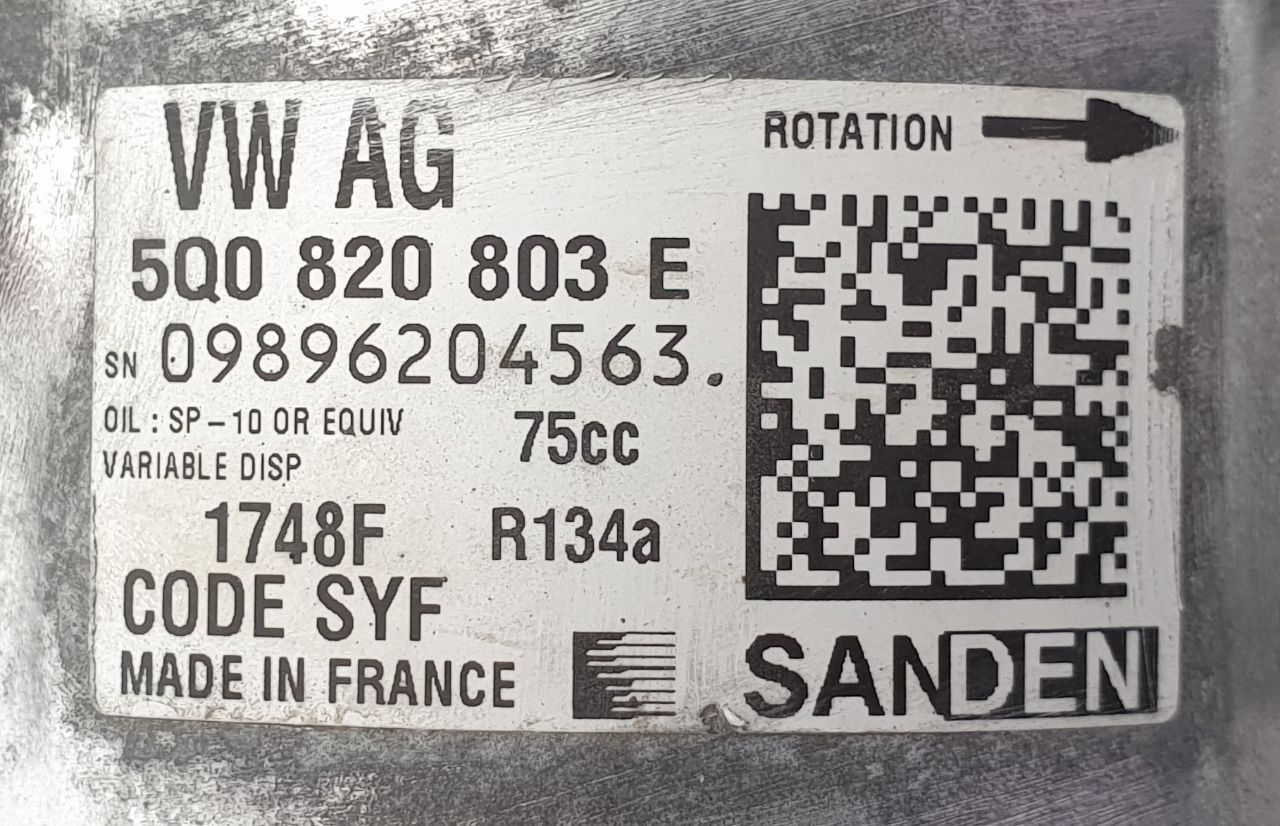 VW AG
ROTATION
5Q0 820 803 E
SN 09896204563.
OIL : SP-10 OR EQUIV 75cc
VARIABLE DISP
1748F R134a
CODE SYF
MADE IN FRANCE
SANDEN